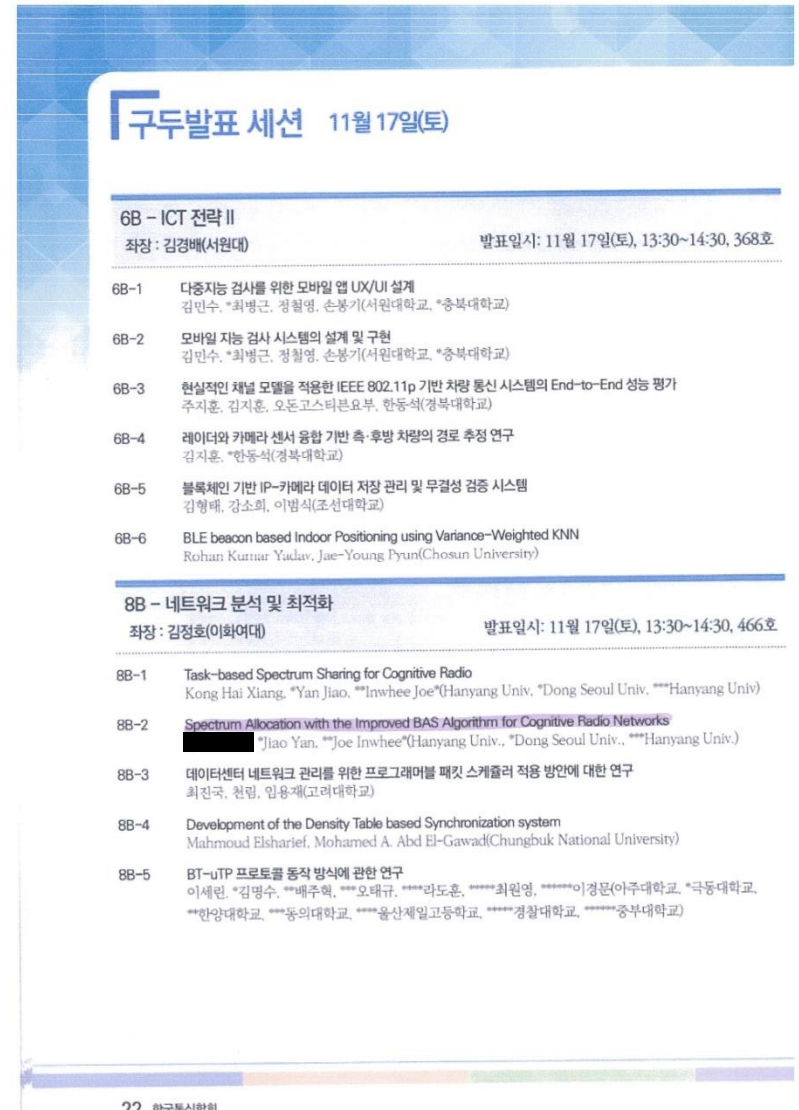 구두발표 세션 11월 17일(토)
6B - ICT 전략 II
좌장 : 김경배(서원대) 발표일시: 11월 17일(토), 13:30~14:30, 368호
6B-1 다중지능 검사를 위한 모바일 앱 UX/UI 설계
김민수, *최병근, 정철영, 손봉기(서원대학교, *충북대학교)
6B-2 모바일 지능 검사 시스템의 설계 및 구현
김민수, *최병근, 정철영, 손봉기(서원대학교, *충북대학교)
6B-3 현실적인 채널 모델을 적용한 IEEE 802.11p 기반 차량 통신 시스템의 End-to-End 성능 평가
주지훈, 김지훈, 오돈고스티븐요부, 한동석(경북대학교)
6B-4 레이더와 카메라 센서 융합 기반 측·후방 차량의 경로 추정 연구
김지훈, *한동석(경북대학교)
6B-5 블록체인 기반 IP-카메라 데이터 저장 관리 및 무결성 검증 시스템
김형태, 강소희, 이범식(조선대학교)
6B-6 BLE beacon based Indoor Positioning using Variance-Weighted KNN
Rohan Kumar Yadav, Jae-Young Pyun(Chosun University)
8B - 네트워크 분석 및 최적화
좌장 : 김정호(이화여대) 발표일시: 11월 17일(토), 13:30~14:30, 466호
8B-1 Task-based Spectrum Sharing for Cognitive Radio
Kong Hai Xiang, *Yan Jiao, **Inwhee Joe*(Hanyang Univ, *Dong Seoul Univ, ***Hanyang Univ)
8B-2 Spectrum Allocation with the Improved BAS Algorithm for Cognitive Radio Networks
*Jiao Yan, **Joe Inwhee*(Hanyang Univ., *Dong Seoul Univ., ***Hanyang Univ.)
8B-3 데이터센터 네트워크 관리를 위한 프로그래머블 패킷 스케쥴러 적용 방안에 대한 연구
최진국, 천림, 임용재(고려대학교)
8B-4 Development of the Density Table based Synchronization system
Mahmoud Elsharief, Mohamed A. Abd El-Gawad(Chungbuk National University)
8B-5 BT-uTP 프로토콜 동작 방식에 관한 연구
이세린, *김명수, **배주혁, ***오태규, ****라도훈, *****최원영, ******이경문(아주대학교, *극동대학교,
**한양대학교, ***동의대학교, ****울산제일고등학교, *****경찰대학교, ******중부대학교)
22 한국통신학회